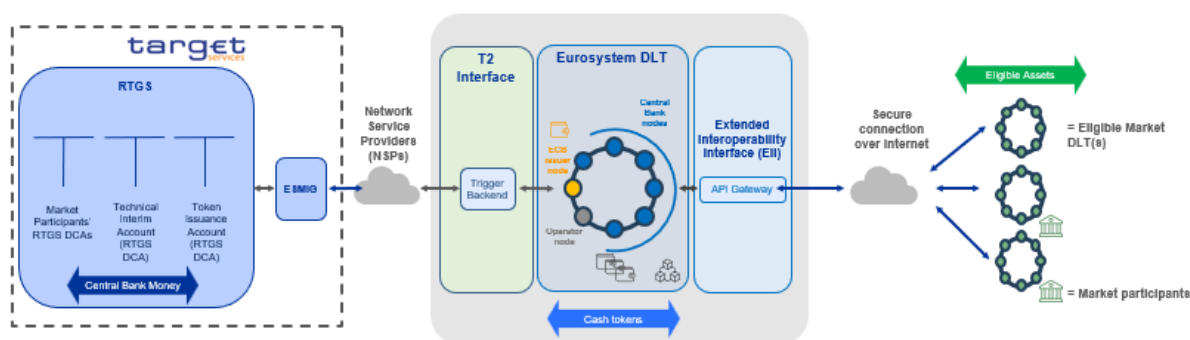 target
services
RTGS
Market
Participants'
RTGS DCAs
Technical
Interim
Account
(RTGS
DCA)
Token
Issuance
Account
(RTGS
DCA)
Central Bank Money
ESMIG
Network
Service
Providers
(NSPs)
T2
Interface
Trigger
Backend
Eurosystem DLT
Central
Bank
nodes
ECB
issuer
node
Operator
node
Cash tokens
Extended
Interoperability
Interface (EII)
API Gateway
Secure
connection
over Internet
Eligible Assets
= Eligible Market
DLT(s)
= Market participants